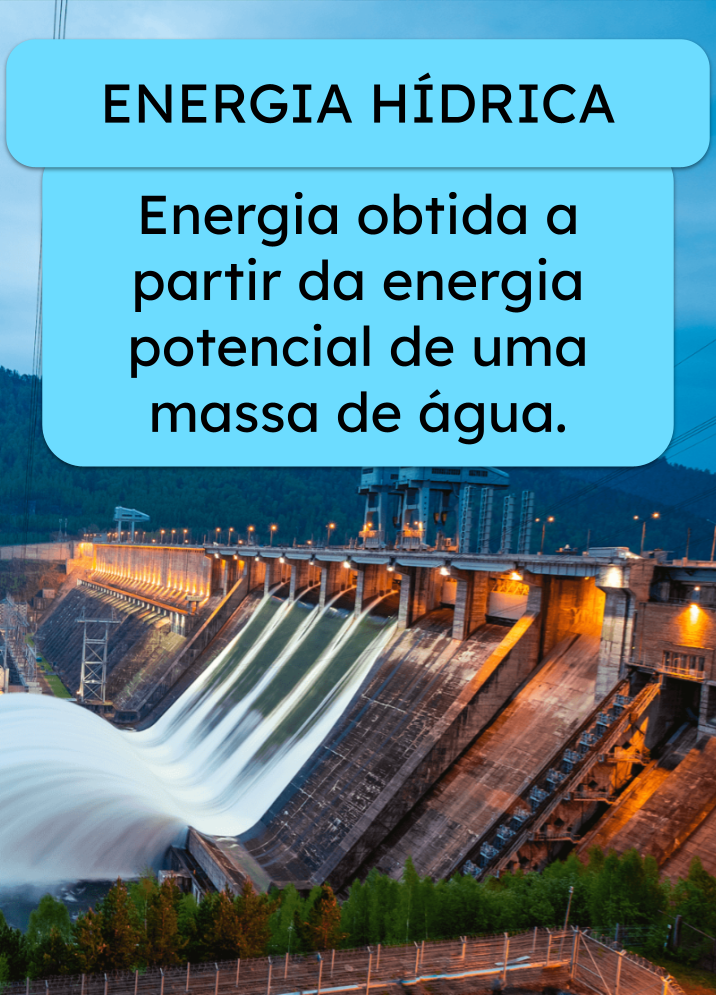 ENERGIA HÍDRICA
Energia obtida a
partir da energia
potencial de uma
massa de água.